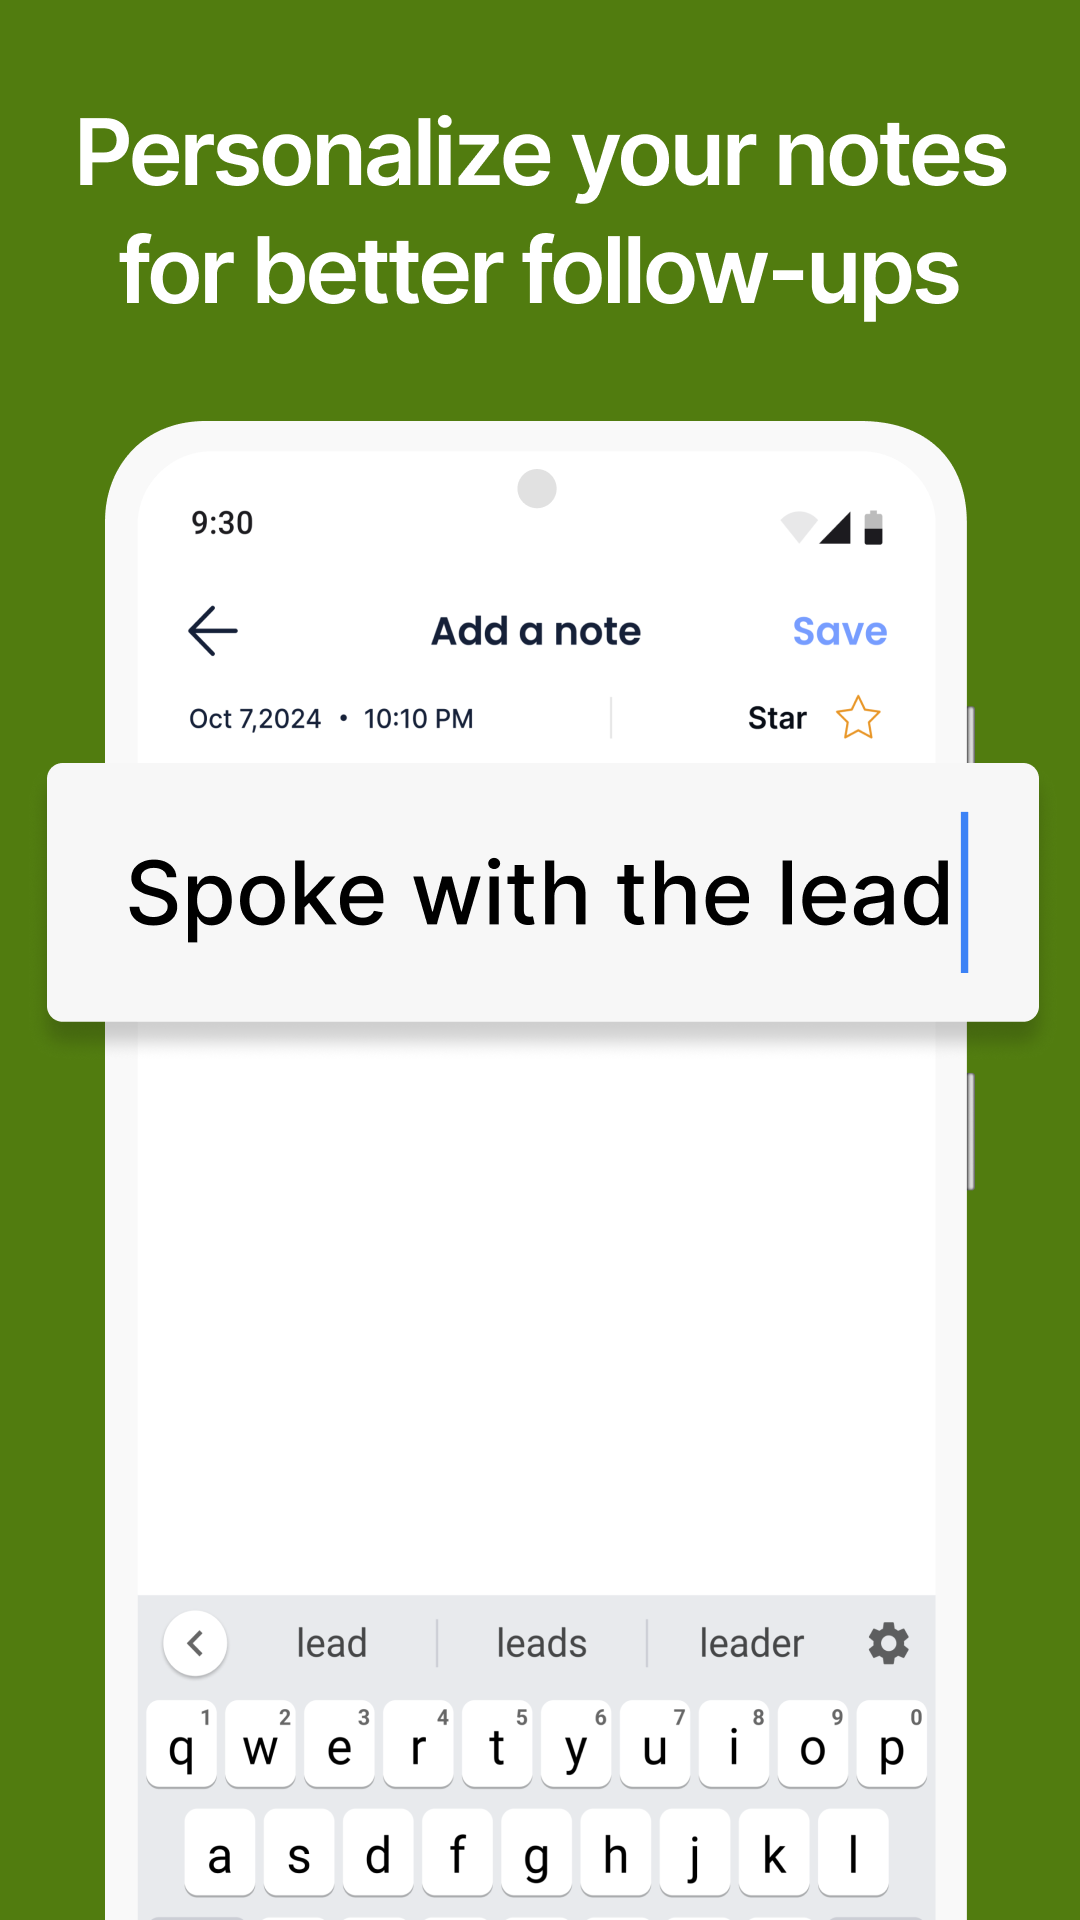 Personalize your notes
for better follow-ups
9:30
Add a note Save
Oct 7,2024 • 10:10 PM Star
Spoke with the lead
lead leads leader
1 2 3 4 5 6 7 8 9 0
q w e r t y u i o p
a s d f g h j k l